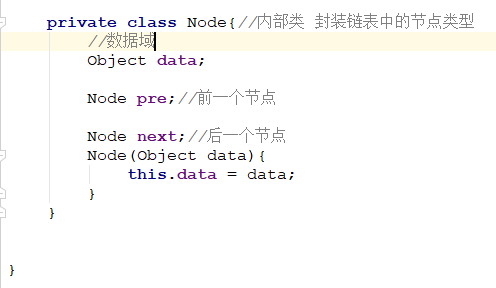 private class Node{//内部类 封装链表中的节点类型
//数据域
Object data;
Node pre;//前一个节点
Node next;//后一个节点
Node(Object data){
this.data = data;
}
}
}